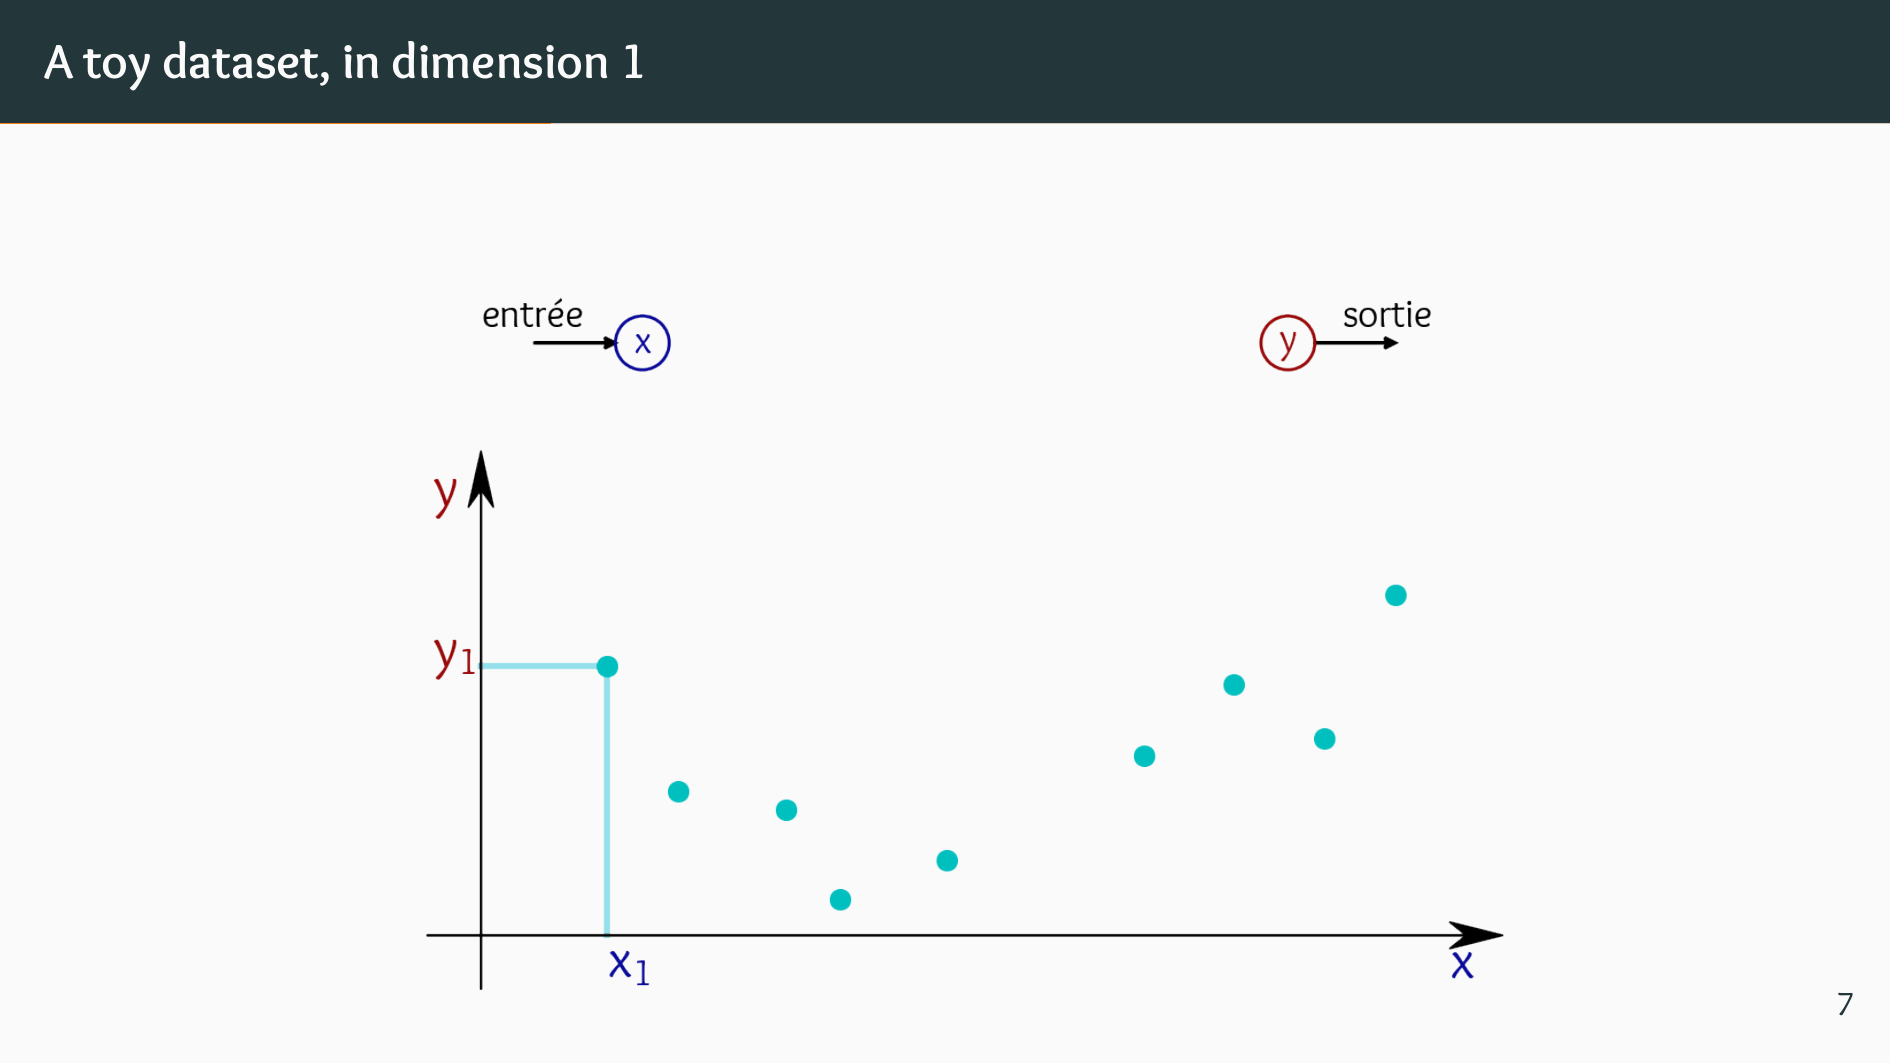 A toy dataset, in dimension 1
entrée
x
y
sortie
y
y₁
x₁
x
7